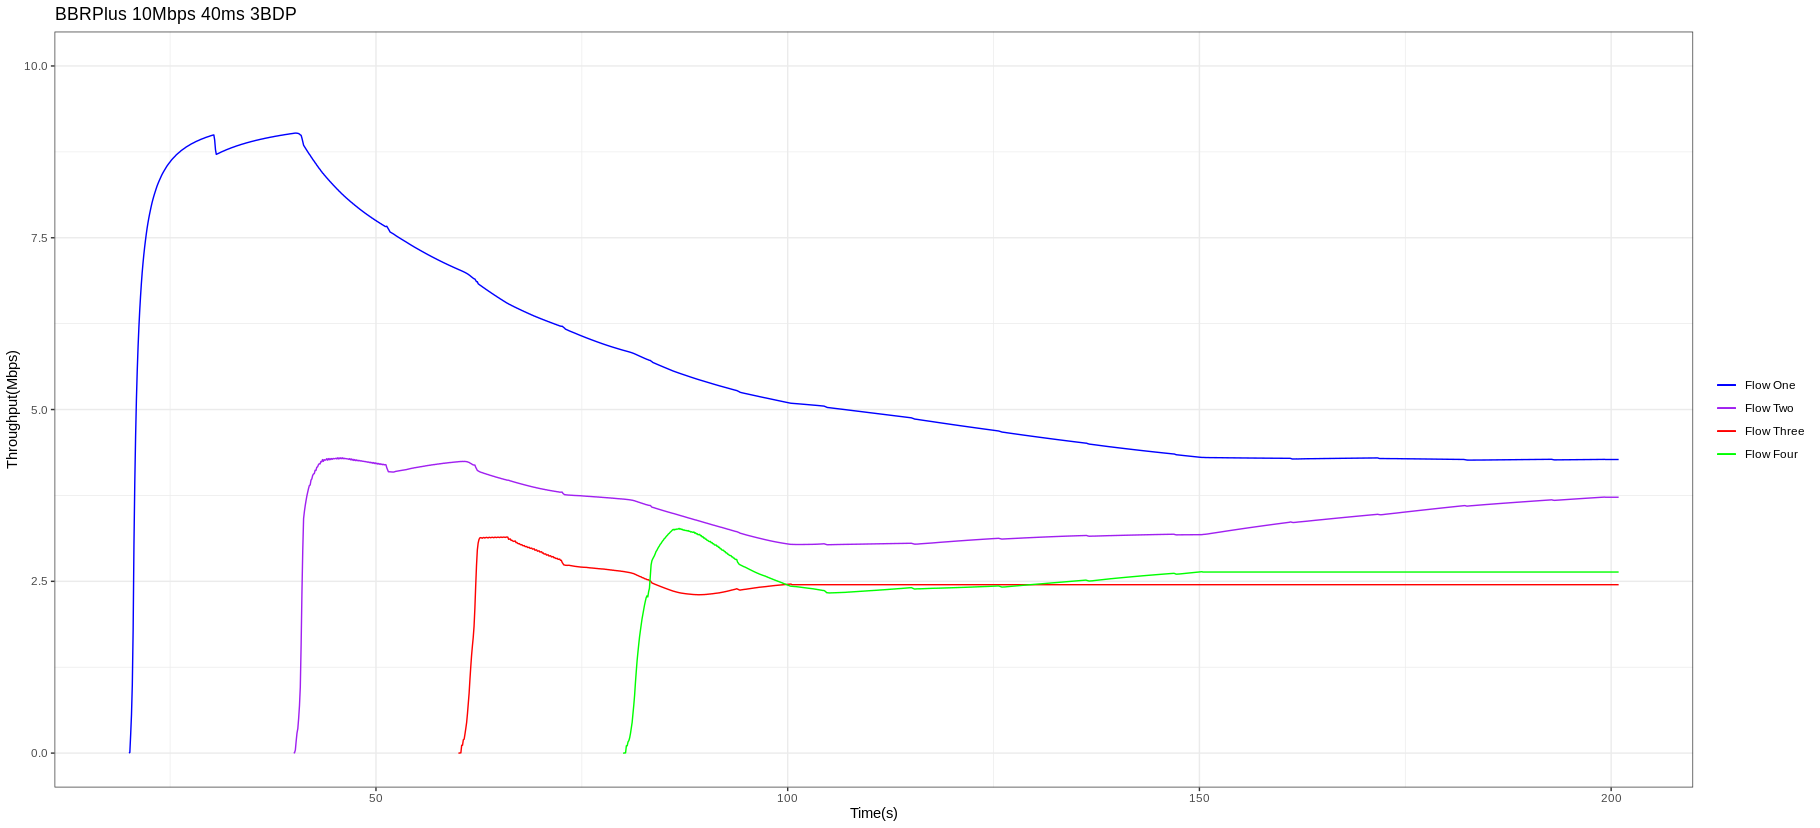 BBRPlus 10Mbps 40ms 3BDP
Throughput(Mbps)
10.0
7.5
5.0
2.5
0.0
50
100
150
200
Time(s)
Flow One
Flow Two
Flow Three
Flow Four